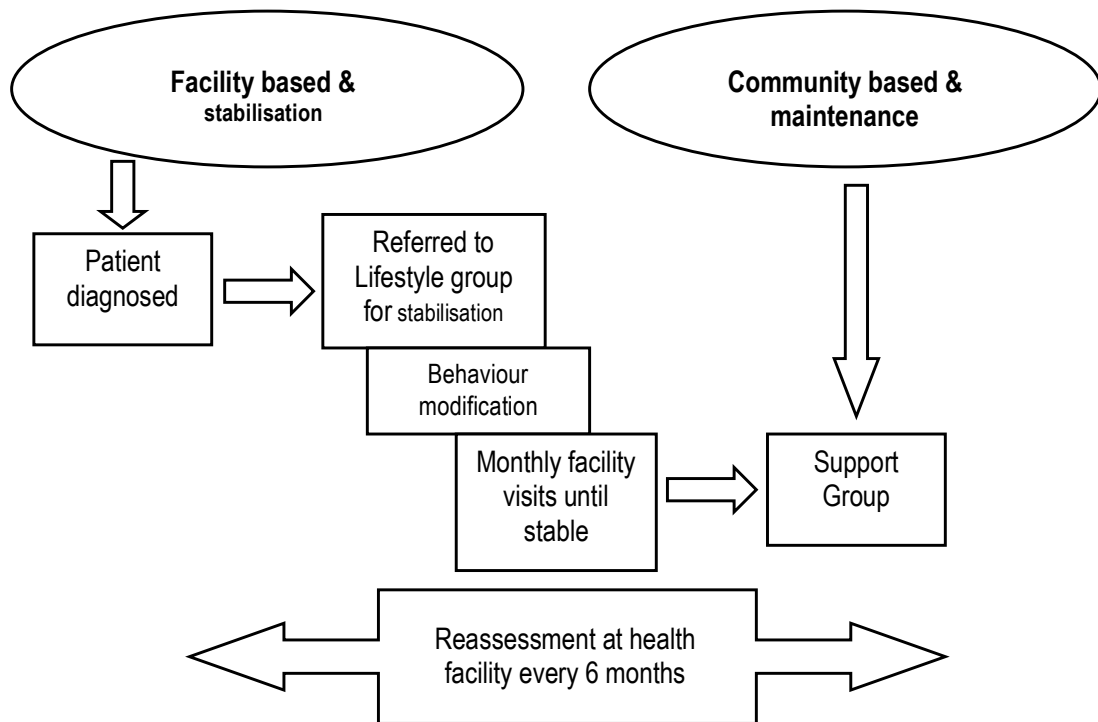 Facility based &
stabilisation
Community based &
maintenance
Patient
diagnosed
Referred to
Lifestyle group
for stabilisation
Behaviour
modification
Monthly facility
visits until
stable
Support
Group
Reassessment at health
facility every 6 months